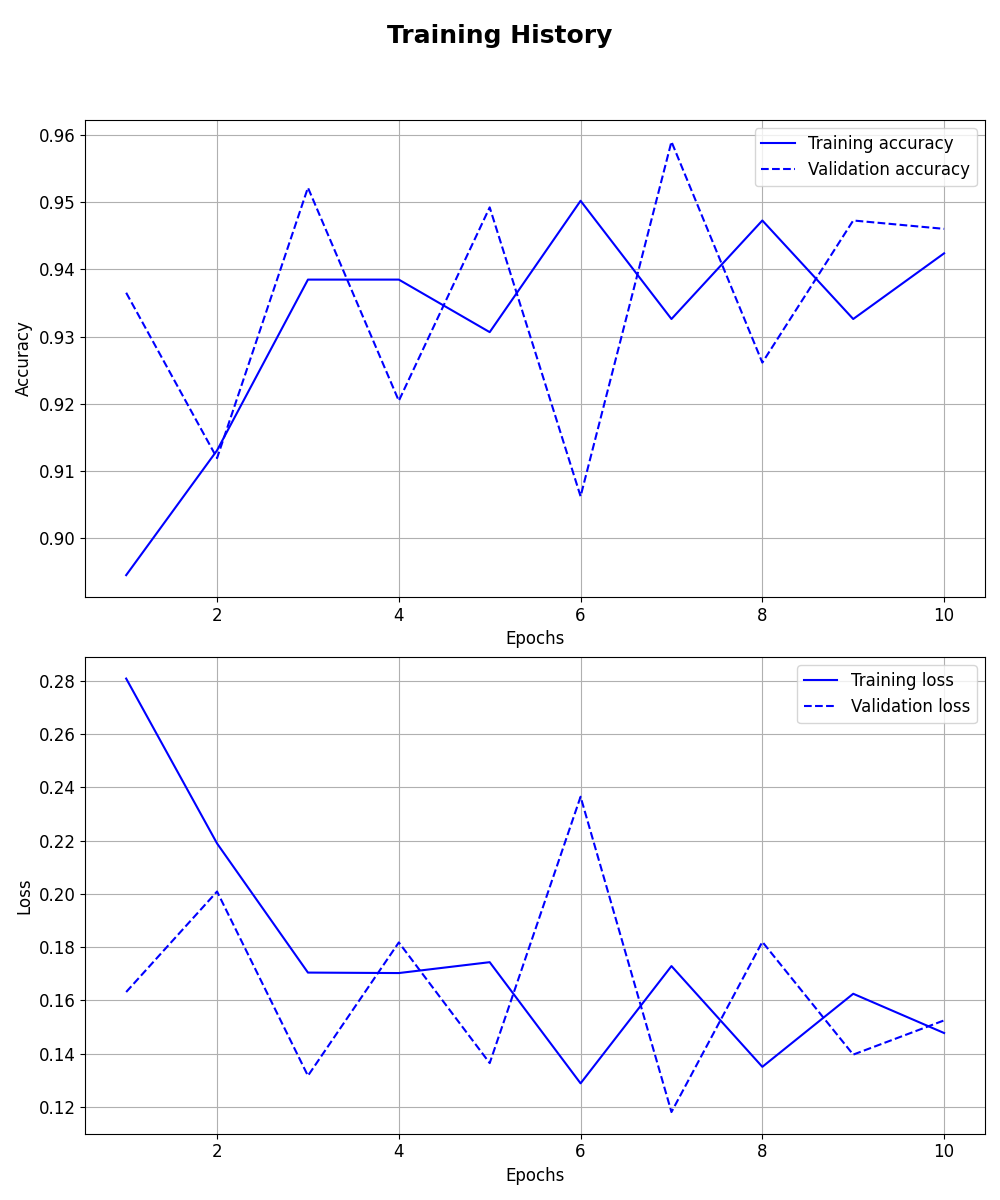 Training History
0.96
0.95
0.94
0.93
0.92
0.91
0.90
Accuracy
Training accuracy
Validation accuracy
2 4 6 8 10
Epochs
0.28
0.26
0.24
0.22
0.20
0.18
0.16
0.14
0.12
Loss
Training loss
Validation loss
2 4 6 8 10
Epochs